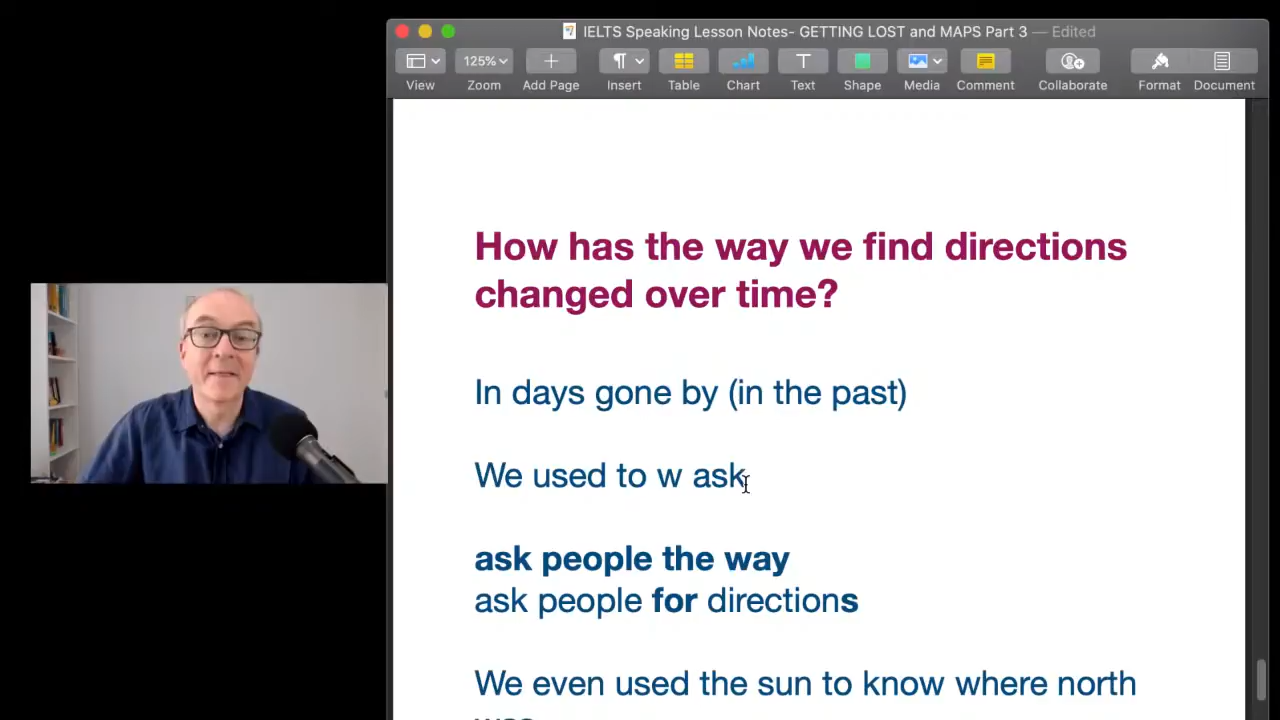 IELTS Speaking Lesson Notes- GETTING LOST and MAPS Part 3 — Edited
125%
View Zoom Add Page Insert Table Chart Text Shape Media Comment Collaborate Format Document
How has the way we find directions
changed over time?
In days gone by (in the past)
We used to w ask
ask people the way
ask people for directions
We even used the sun to know where north
was